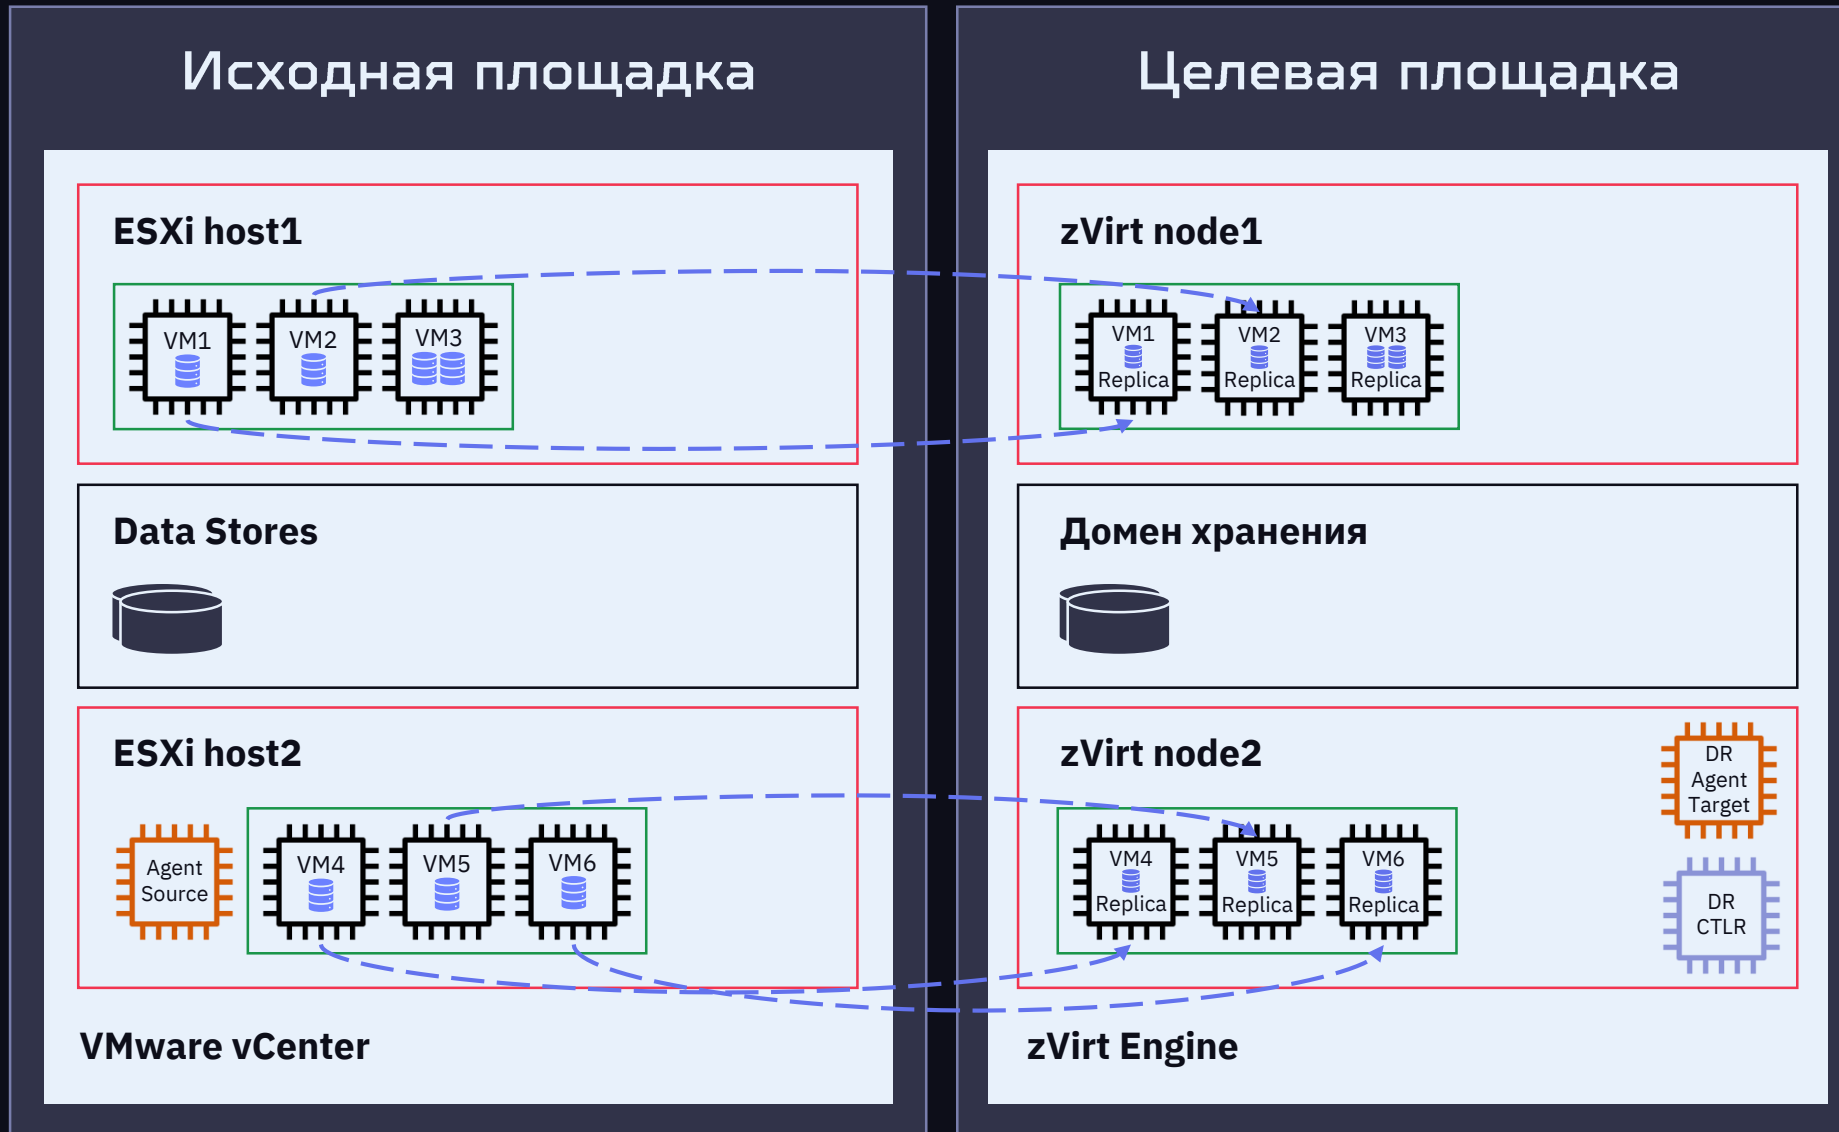 Исходная площадка
ESXi host1
VM1
VM2
VM3
Data Stores
ESXi host2
Agent
Source
VM4
VM5
VM6
VMware vCenter
Целевая площадка
zVirt node1
VM1
Replica
VM2
Replica
VM3
Replica
Домен хранения
zVirt node2
VM4
Replica
VM5
Replica
VM6
Replica
DR
Agent
Target
DR
CTLR
zVirt Engine